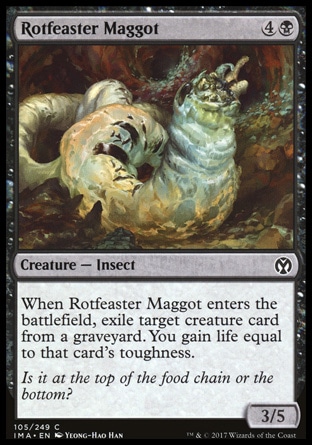 Rotfeaster Maggot 4
Creature — Insect
When Rotfeaster Maggot enters the
battlefield, exile target creature card
from a graveyard. You gain life equal
to that card's toughness.
Is it at the top of the food chain or the
bottom?
3/5
105/249 C
IMA • EN Yeong-Hao Han
™ & © 2017 Wizards of the Coast